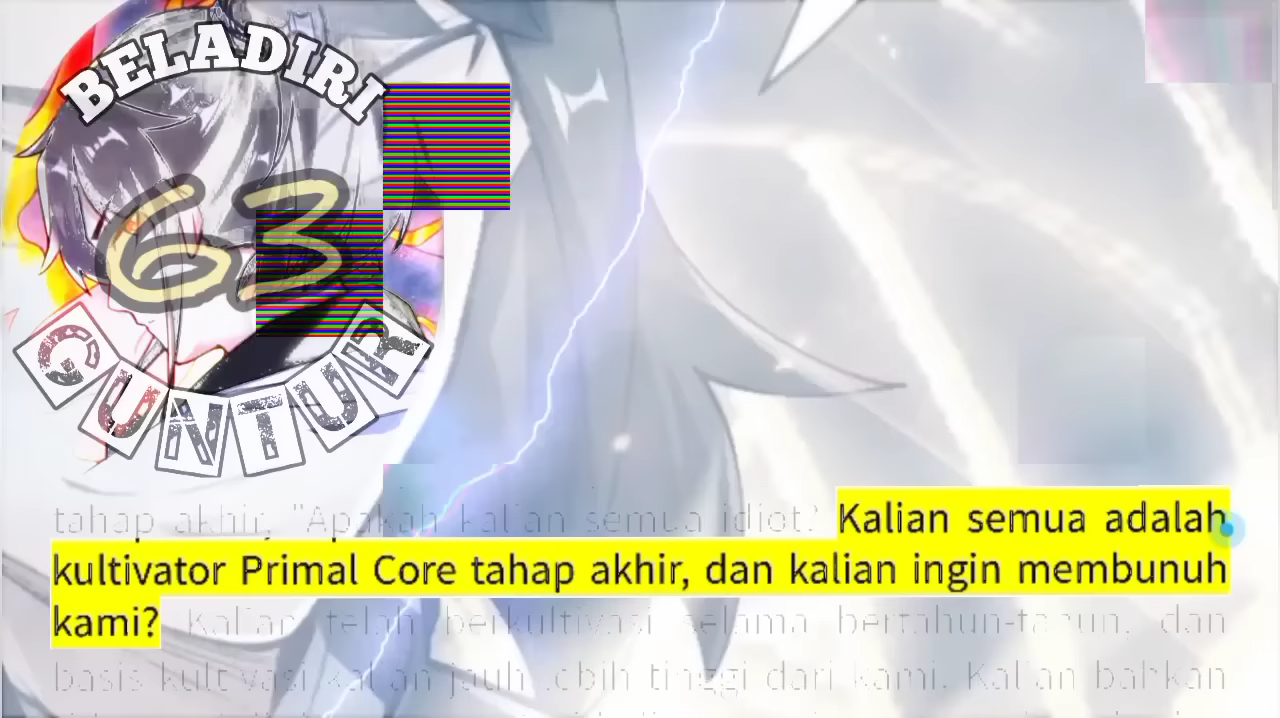 BELADIRI
63
GUNTUR
tahap akhir, "Apakah kalian semua idiot? Kalian semua adalah
kultivator Primal Core tahap akhir, dan kalian ingin membunuh
kami? Kalian telah berkultivasi selama bertahun-tahun, dan
basis kultivasi kalian jauh lebih tinggi dari kami. Kalian bahkan